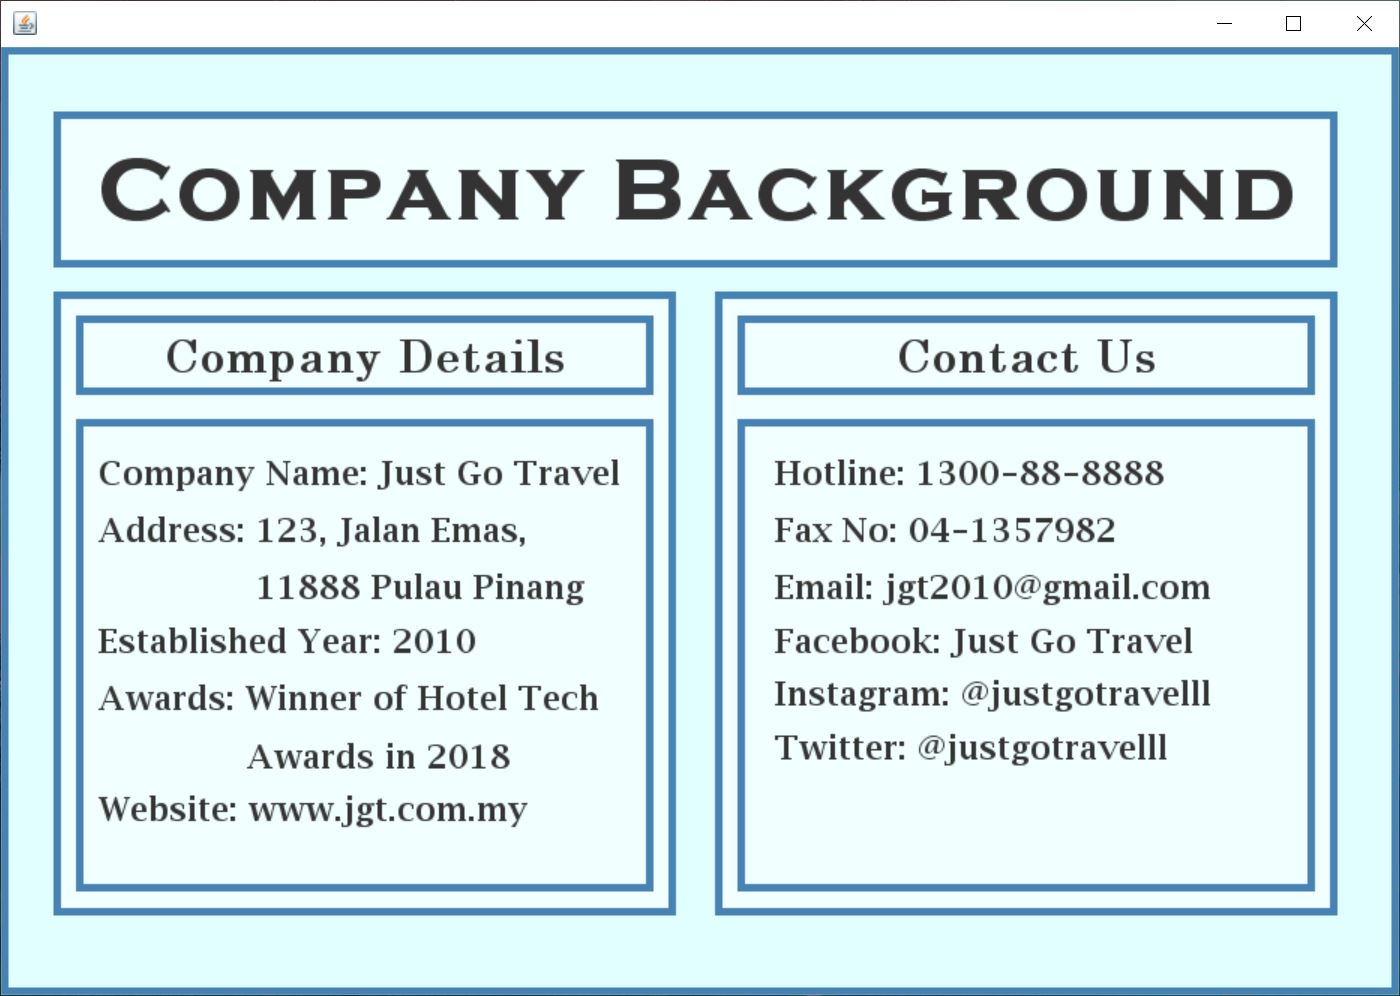 Company Background
Company Details
Company Name: Just Go Travel
Address: 123, Jalan Emas,
11888 Pulau Pinang
Established Year: 2010
Awards: Winner of Hotel Tech
Awards in 2018
Website: www.jgt.com.my
Contact Us
Hotline: 1300-88-8888
Fax No: 04-1357982
Email: jgt2010@gmail.com
Facebook: Just Go Travel
Instagram: @justgotravelll
Twitter: @justgotravelll